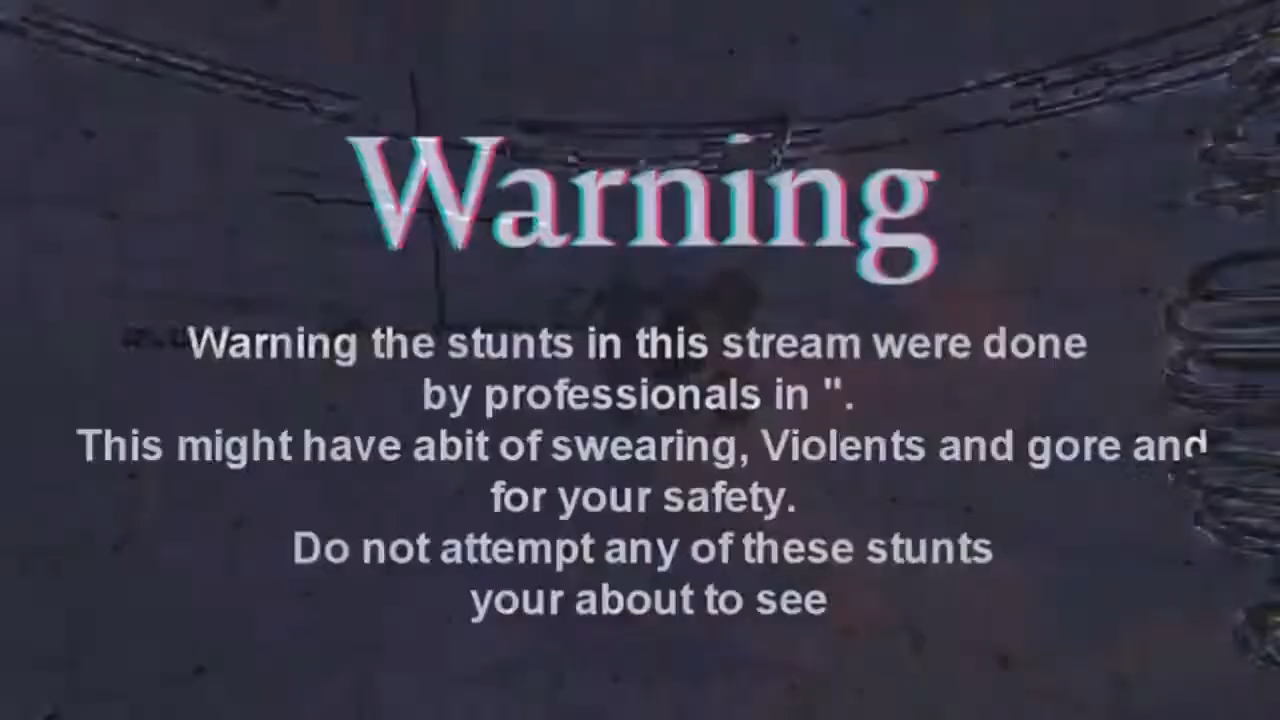 Warning
Warning the stunts in this stream were done
by professionals in ".
This might have abit of swearing, Violents and gore and
for your safety.
Do not attempt any of these stunts
your about to see